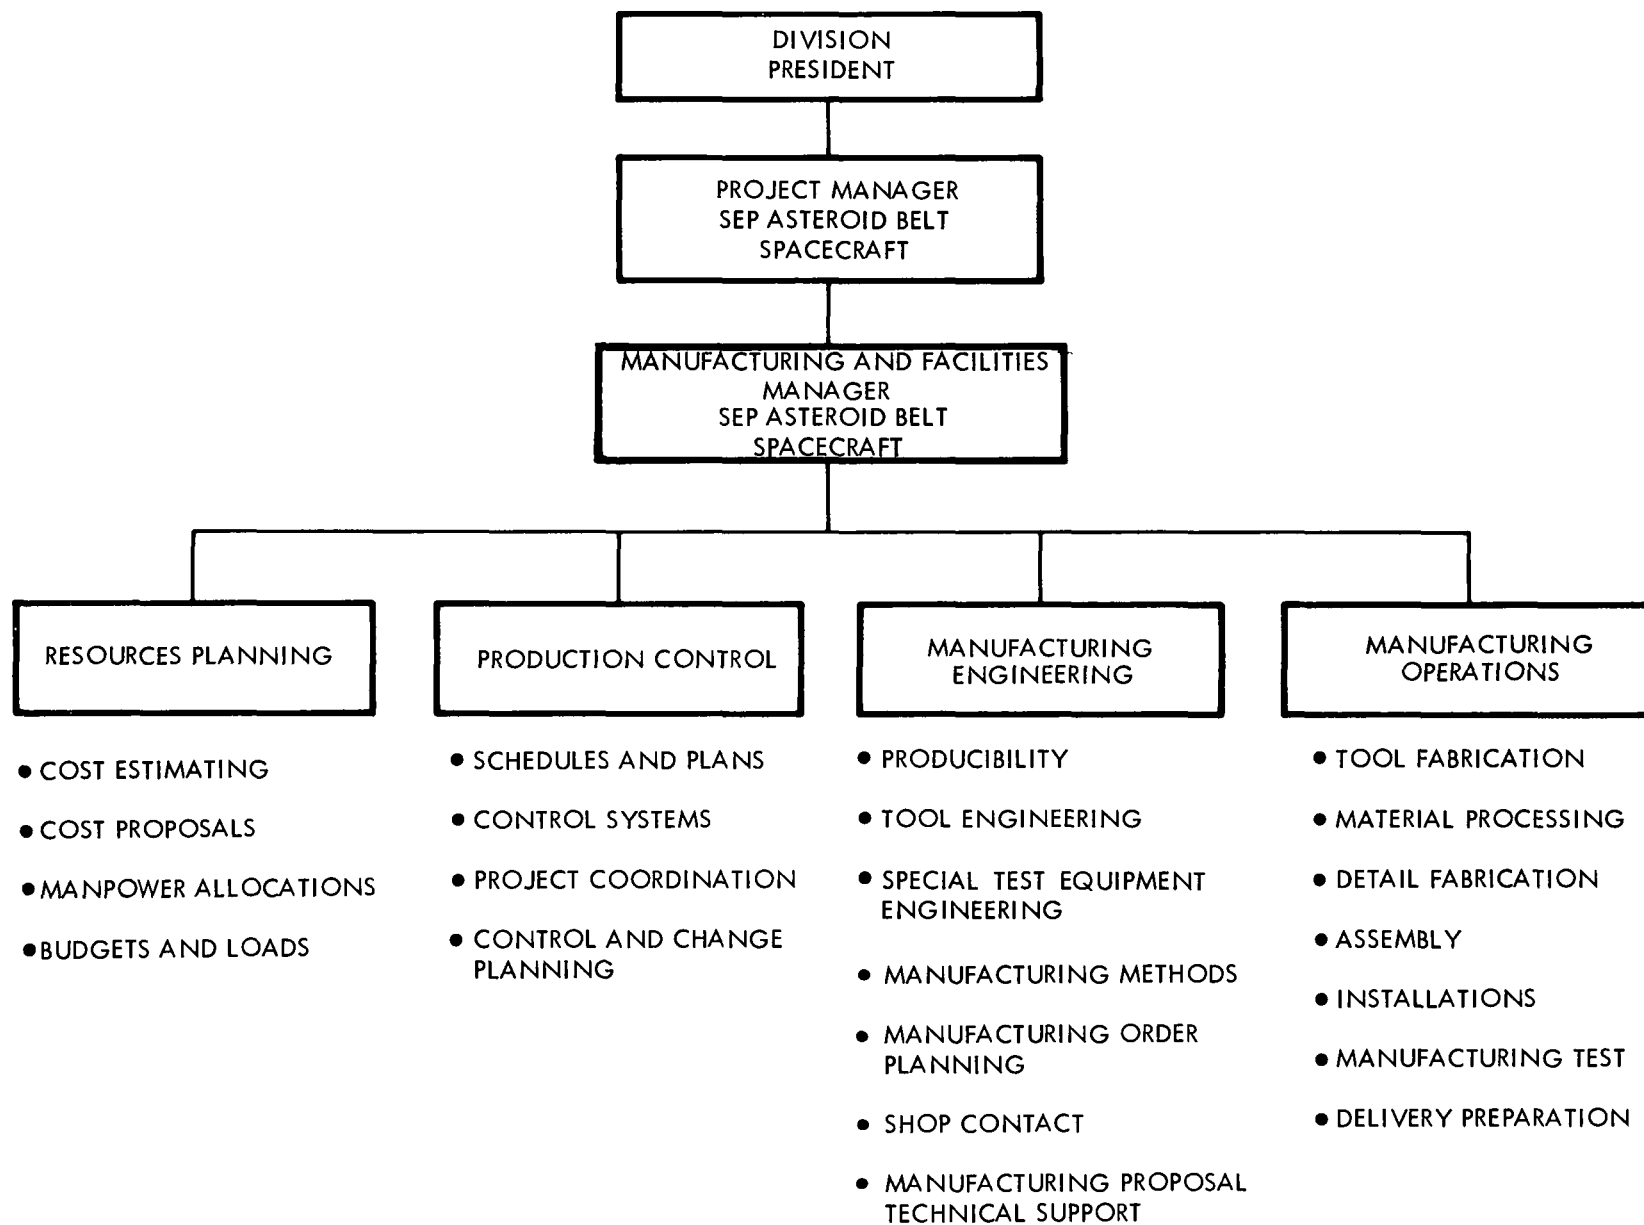 DIVISION
PRESIDENT
PROJECT MANAGER
SEP ASTEROID BELT
SPACECRAFT
MANUFACTURING AND FACILITIES
MANAGER
SEP ASTEROID BELT
SPACECRAFT
RESOURCES PLANNING
● COST ESTIMATING
● COST PROPOSALS
● MANPOWER ALLOCATIONS
● BUDGETS AND LOADS
PRODUCTION CONTROL
● SCHEDULES AND PLANS
● CONTROL SYSTEMS
● PROJECT COORDINATION
● CONTROL AND CHANGE
PLANNING
MANUFACTURING
ENGINEERING
● PRODUCIBILITY
● TOOL ENGINEERING
● SPECIAL TEST EQUIPMENT
ENGINEERING
● MANUFACTURING METHODS
● MANUFACTURING ORDER
PLANNING
● SHOP CONTACT
● MANUFACTURING PROPOSAL
TECHNICAL SUPPORT
MANUFACTURING
OPERATIONS
● TOOL FABRICATION
● MATERIAL PROCESSING
● DETAIL FABRICATION
● ASSEMBLY
● INSTALLATIONS
● MANUFACTURING TEST
● DELIVERY PREPARATION